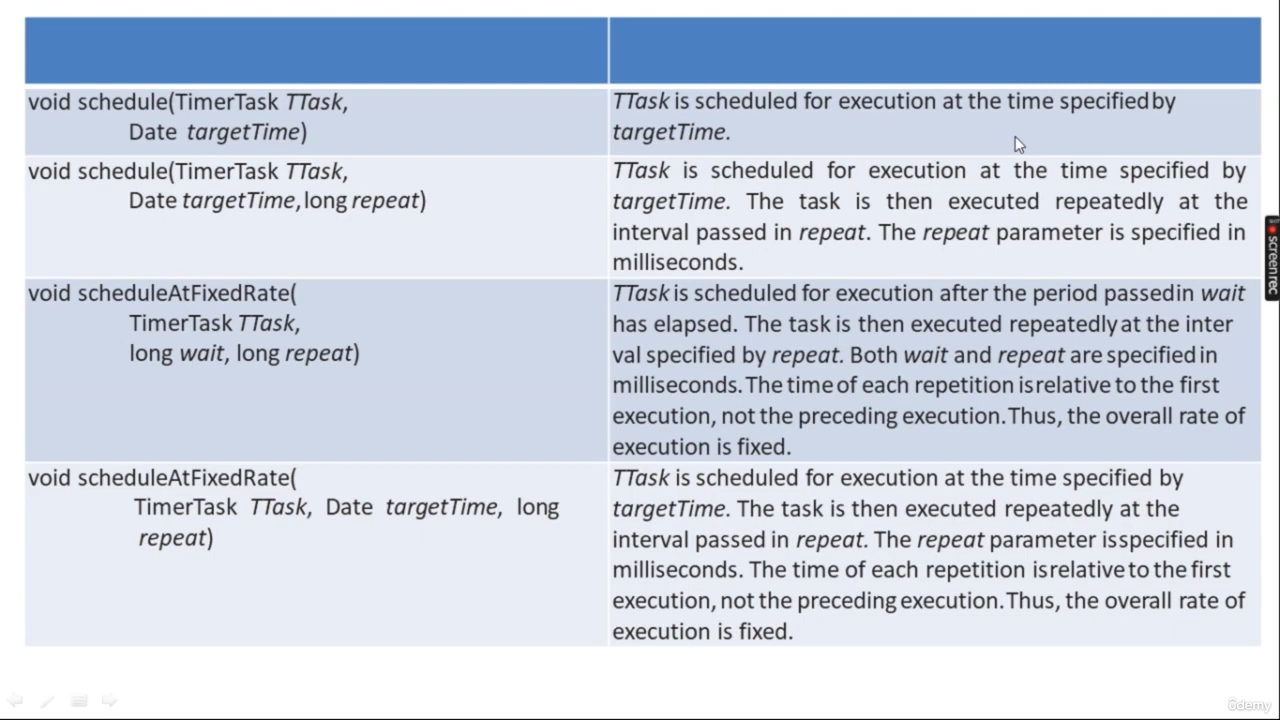 void schedule(TimerTask TTask,
Date targetTime)
TTask is scheduled for execution at the time specified by
targetTime.
void schedule(TimerTask TTask,
Date targetTime, long repeat)
TTask is scheduled for execution at the time specified by
targetTime. The task is then executed repeatedly at the
interval passed in repeat. The repeat parameter is specified in
milliseconds.
void scheduleAtFixedRate(
TimerTask TTask,
long wait, long repeat)
TTask is scheduled for execution after the period passed in wait
has elapsed. The task is then executed repeatedly at the inter
val specified by repeat. Both wait and repeat are specified in
milliseconds. The time of each repetition is relative to the first
execution, not the preceding execution. Thus, the overall rate of
execution is fixed.
void scheduleAtFixedRate(
TimerTask TTask, Date targetTime, long
repeat)
TTask is scheduled for execution at the time specified by
targetTime. The task is then executed repeatedly at the
interval passed in repeat. The repeat parameter is specified in
milliseconds. The time of each repetition is relative to the first
execution, not the preceding execution. Thus, the overall rate of
execution is fixed.
screenrec
ûdemy